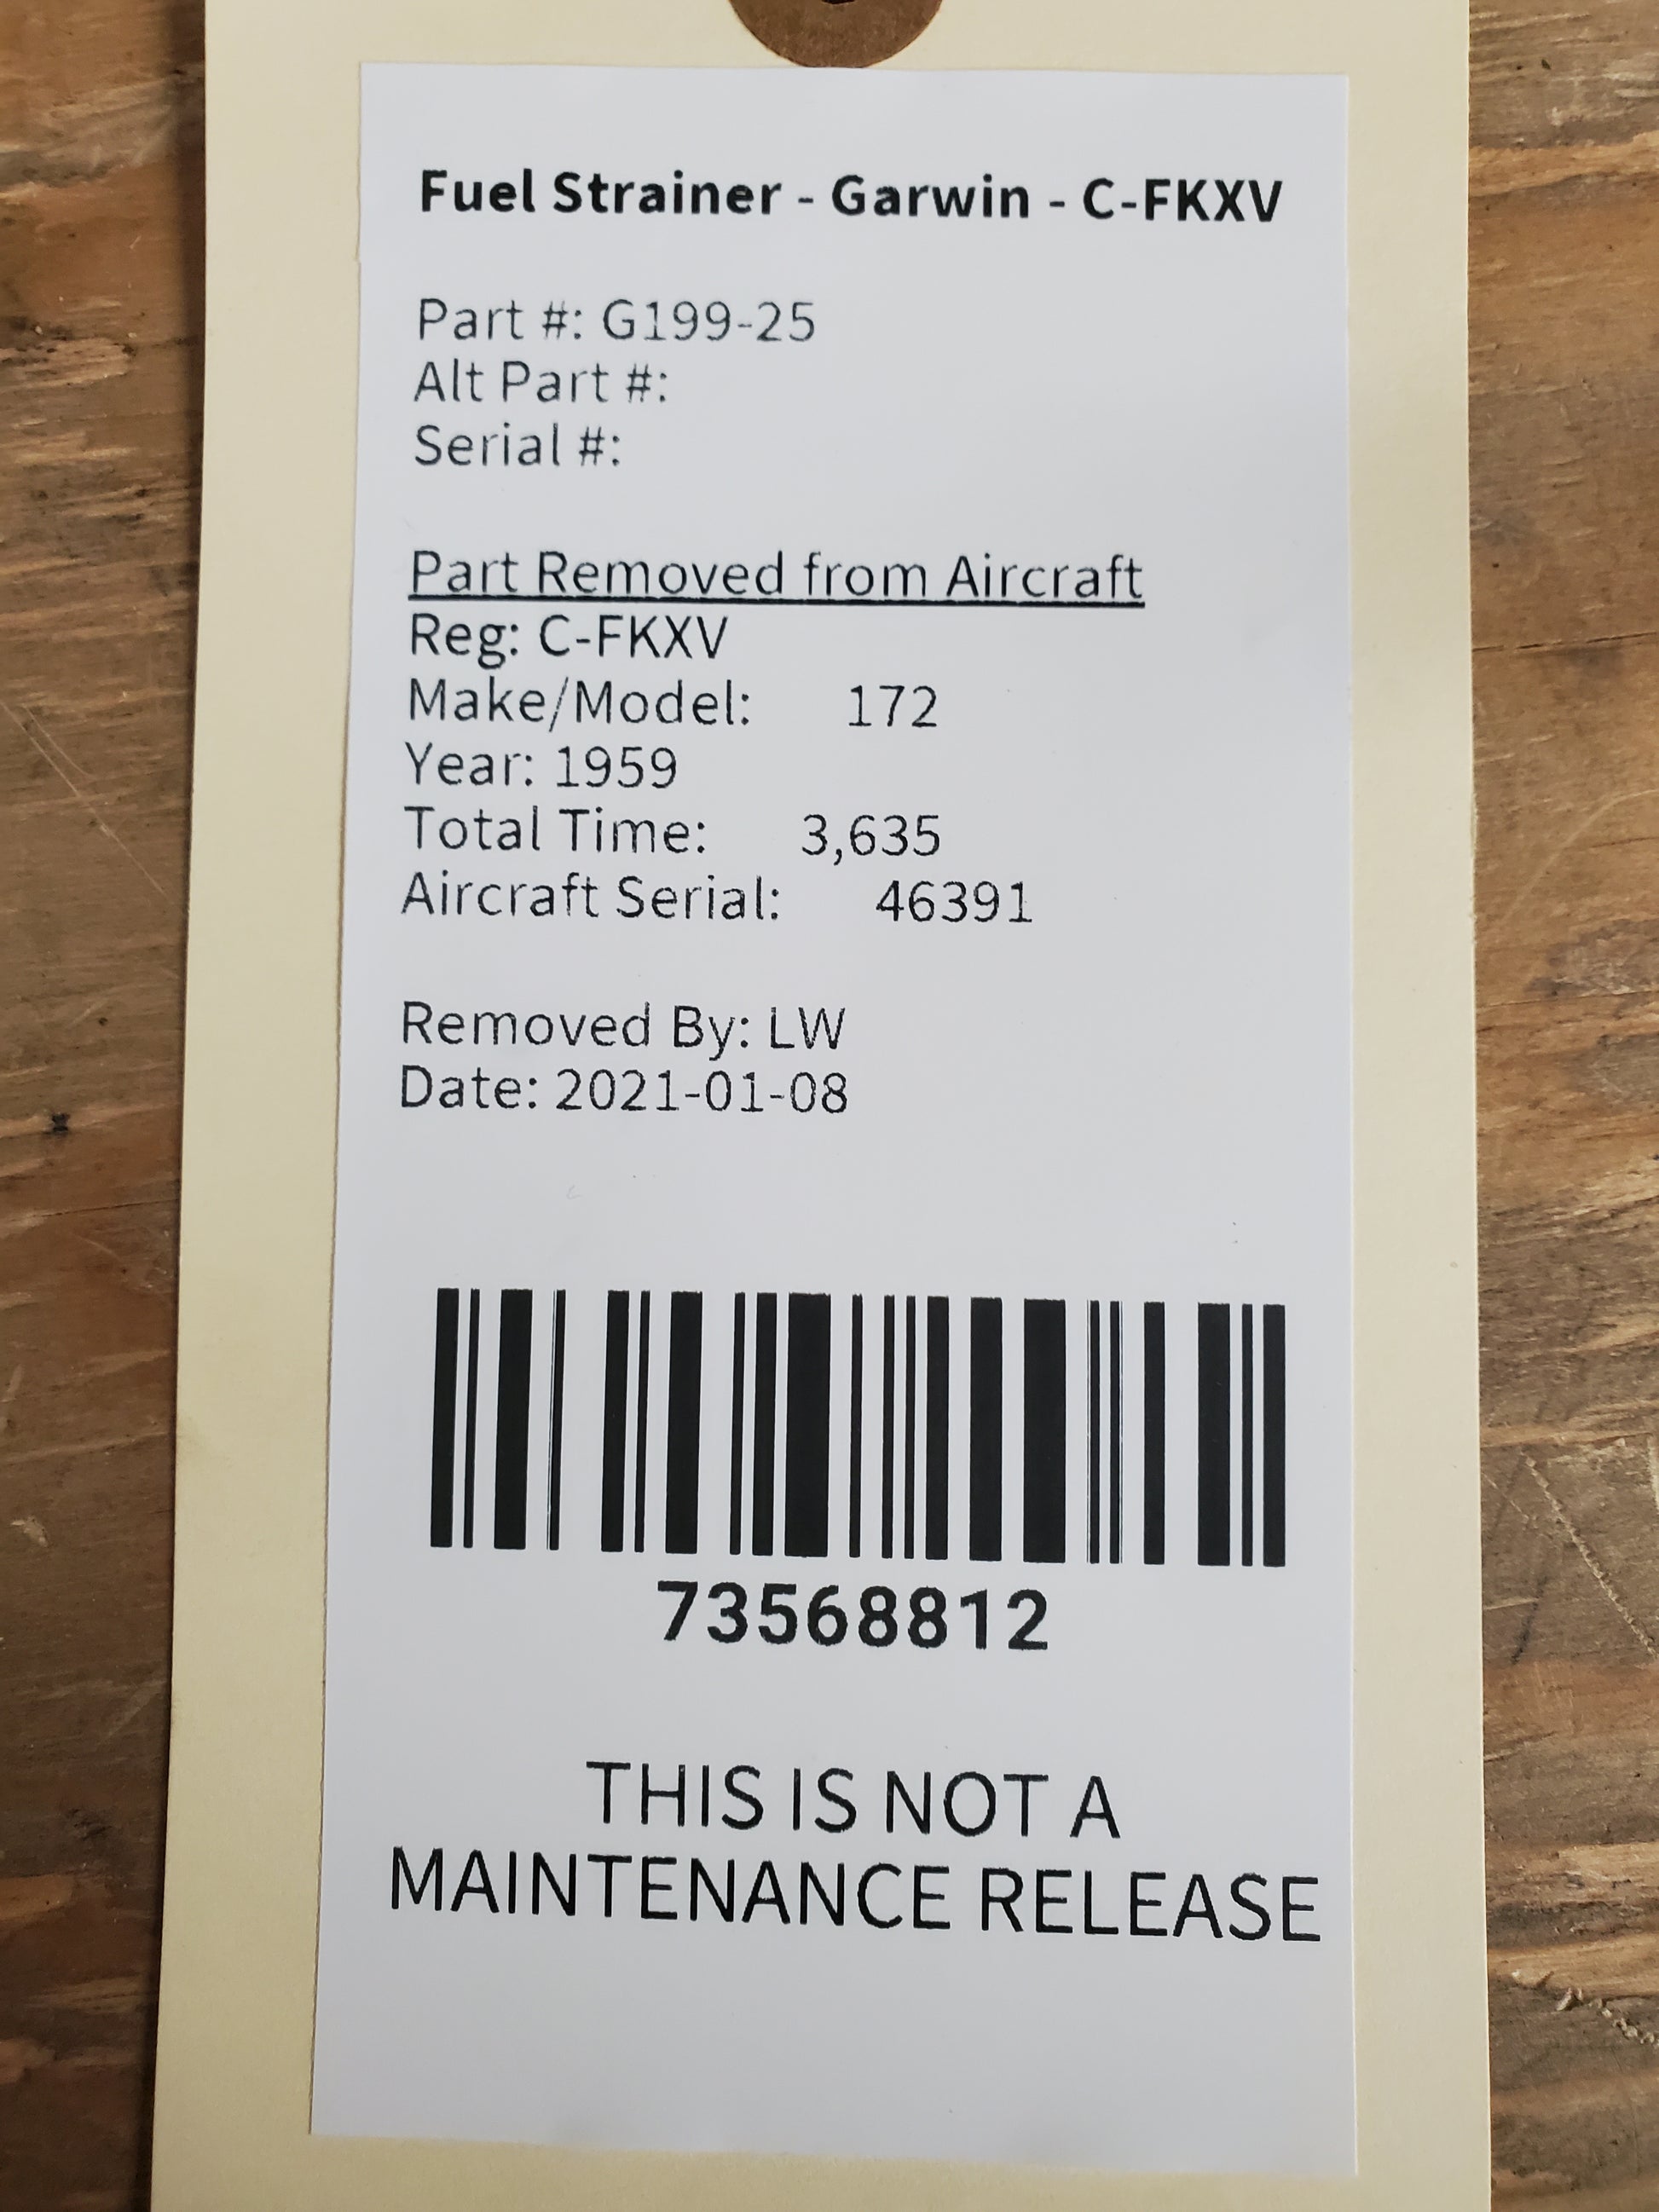 Fuel Strainer - Garwin - C-FKXV
Part #: G199-25
Alt Part #:
Serial #:
Part Removed from Aircraft
Reg: C-FKXV
Make/Model: 172
Year: 1959
Total Time: 3,635
Aircraft Serial: 46391
Removed By: LW
Date: 2021-01-08
73568812
THIS IS NOT A
MAINTENANCE RELEASE